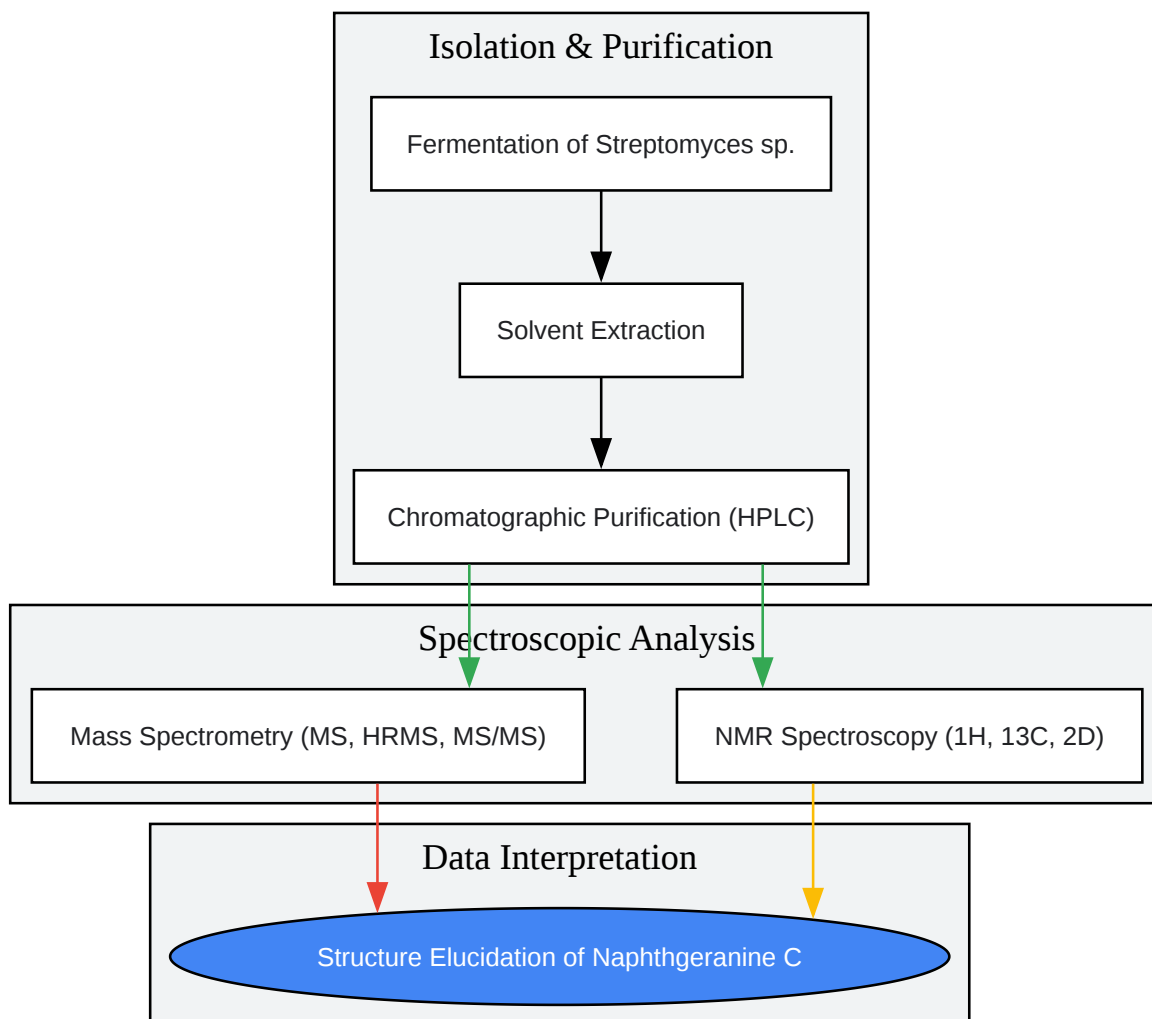 Isolation & Purification
Fermentation of Streptomyces sp.
Solvent Extraction
Chromatographic Purification (HPLC)
Spectroscopic Analysis
Mass Spectrometry (MS, HRMS, MS/MS)
NMR Spectroscopy (1H, 13C, 2D)
Data Interpretation
Structure Elucidation of Naphthgeranine C